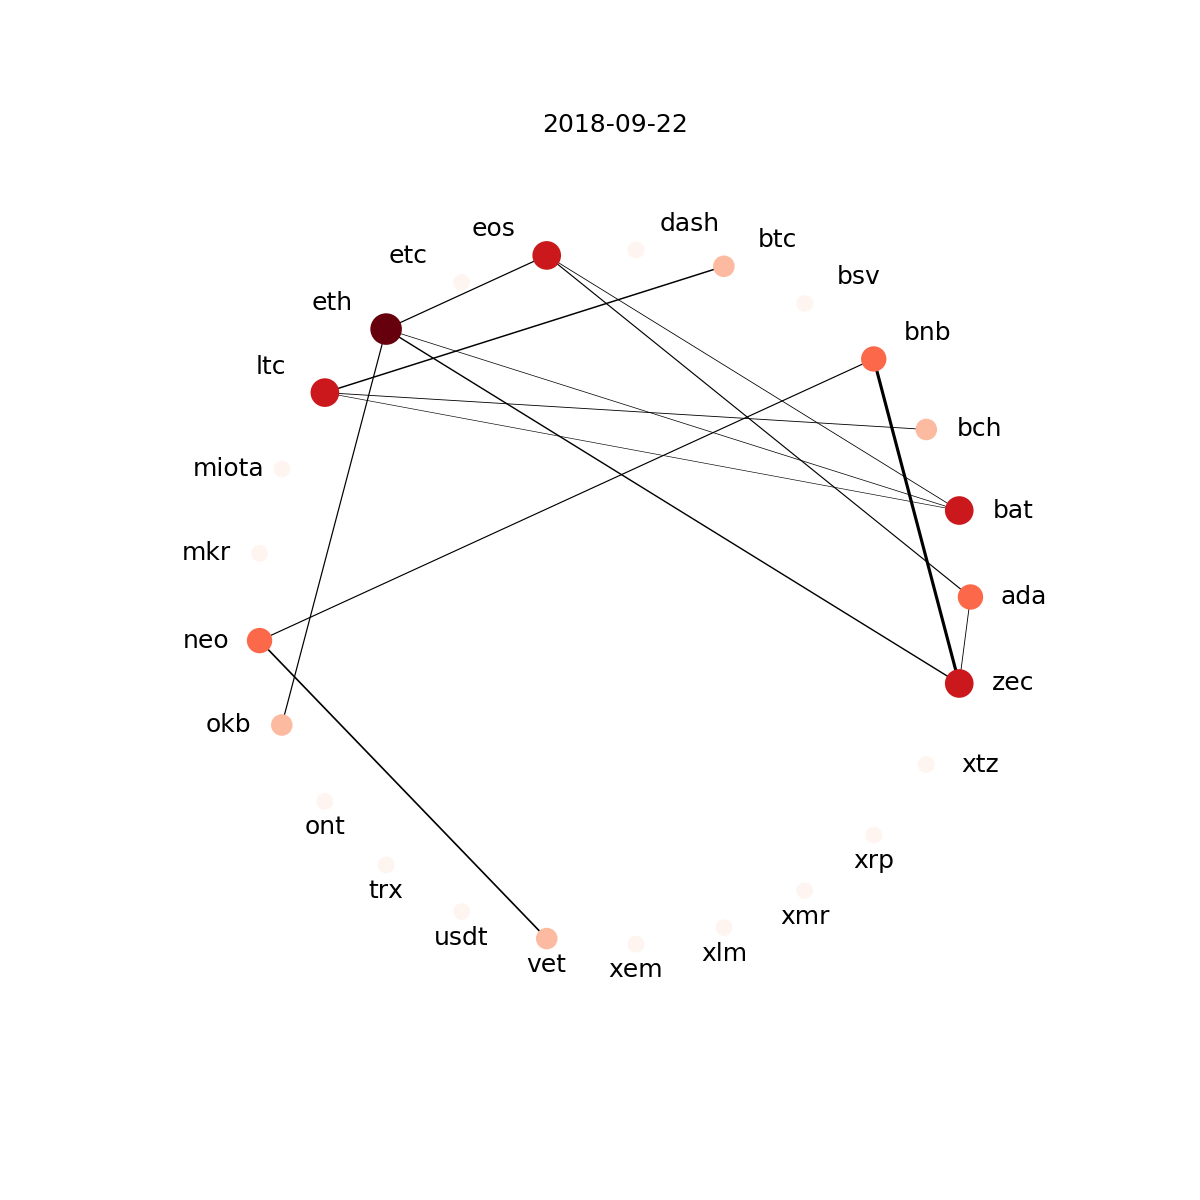 2018-09-22
dash
eos
btc
etc
bsv
eth
bnb
ltc
bch
miota
bat
mkr
ada
neo
zec
okb
xtz
ont
xrp
trx
xmr
usdt
xlm
vet
xem